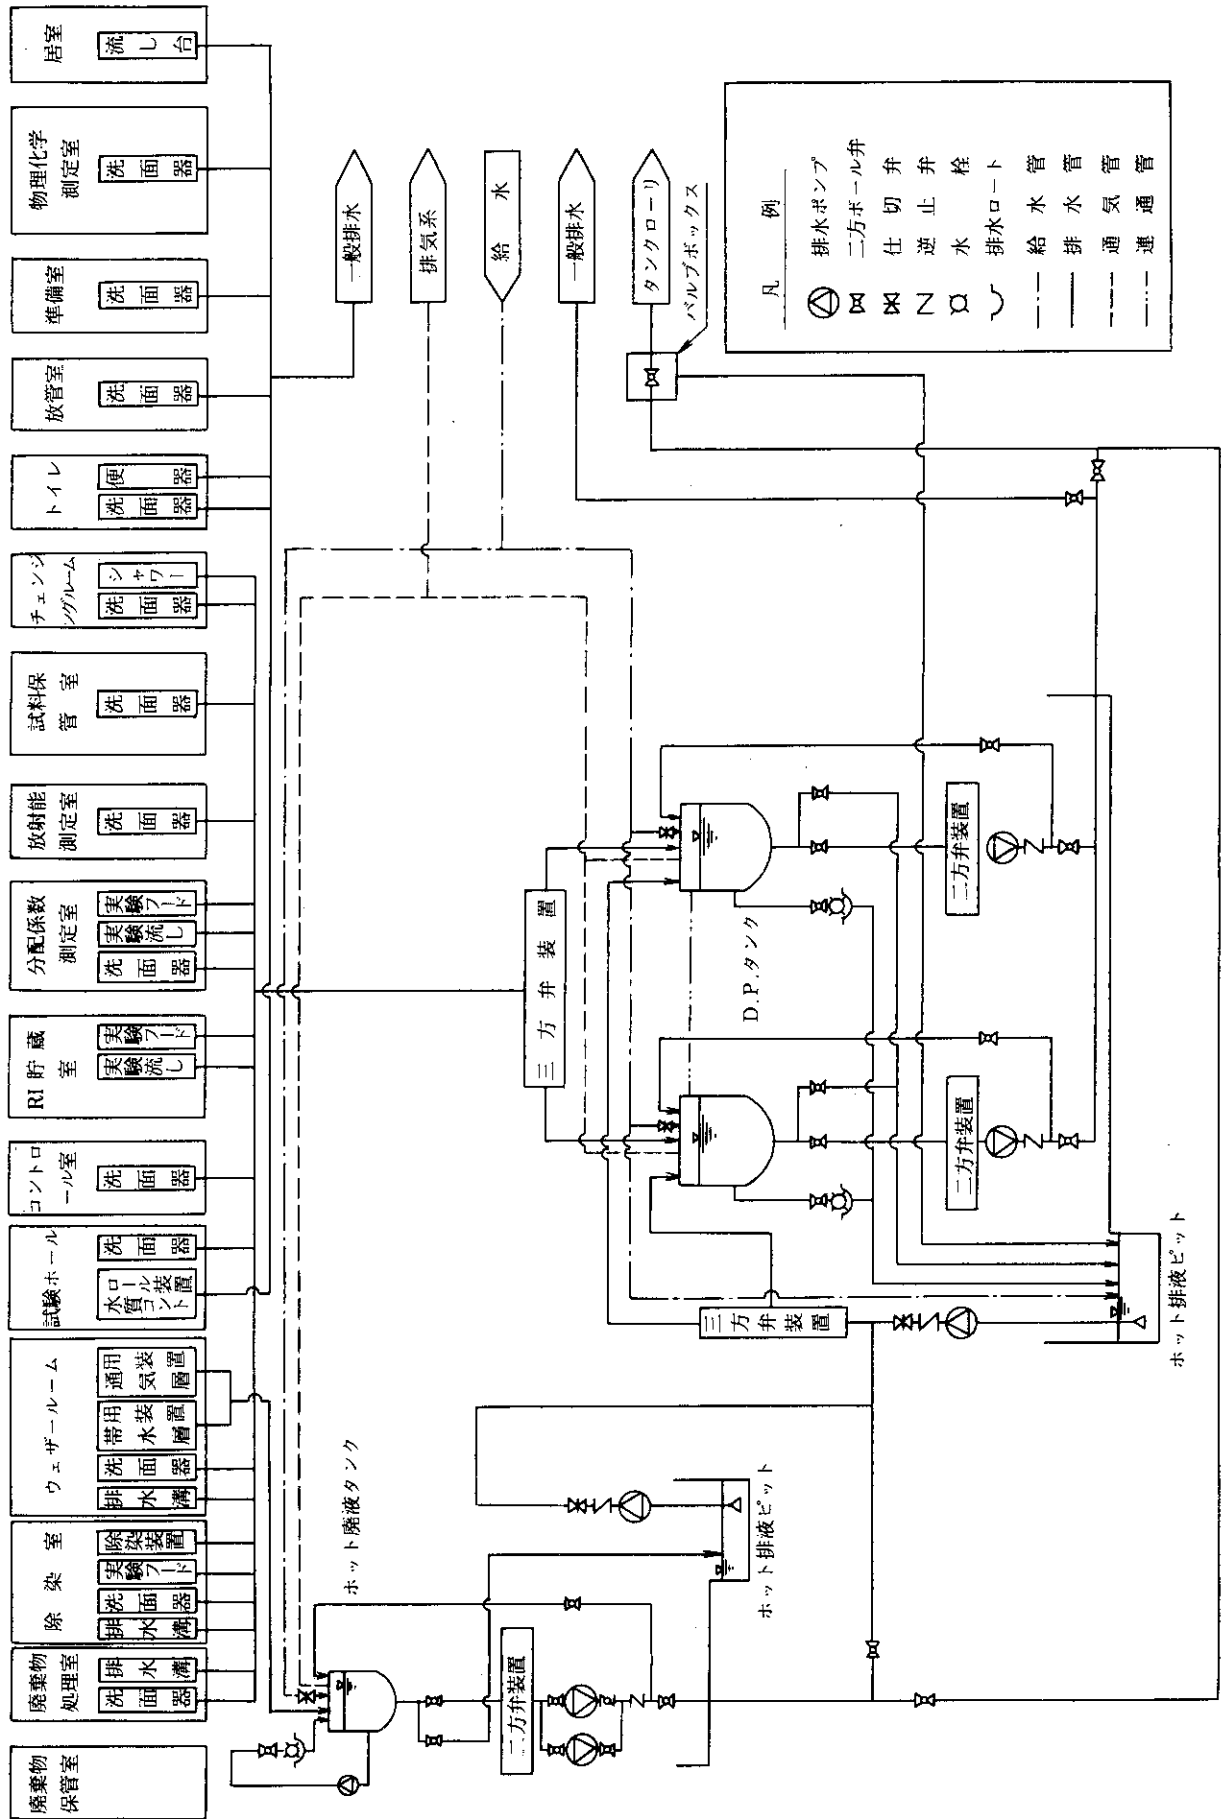 居室
流し台
物理化学
測定室
洗面器
準備室
洗面器
放管室
洗面器
トイレ
便器
洗面器
チェンジ
ングルーム
シャワー
洗面器
試料保
管室
洗面器
放射能
測定室
洗面器
分配係数
測定室
実験フード
実験流し
洗面器
RI貯蔵
室
実験フード
実験流し
コントロ
ール室
洗面器
試験ホール
洗面器
水質コント
ロール装置
ウェザールーム
通気層
用装置
帯水層
用装置
洗面器
排水溝
除染室
除染装置
実験フード
洗面器
排水溝
廃棄物
処理室
排水溝
洗面器
廃棄物
保管室
一般排水
排気系
給水
一般排水
タンクローリ
バルブボックス
凡例
排水ポンプ
二方ボール弁
仕切弁
逆止弁
水栓
排水ロート
給水管
排水管
通気管
連通管
三方弁装置
D.P.タンク
二方弁装置
二方弁装置
三方弁装置
ホット排液ピット
ホット廃液タンク
二方弁装置
ホット排液ピット